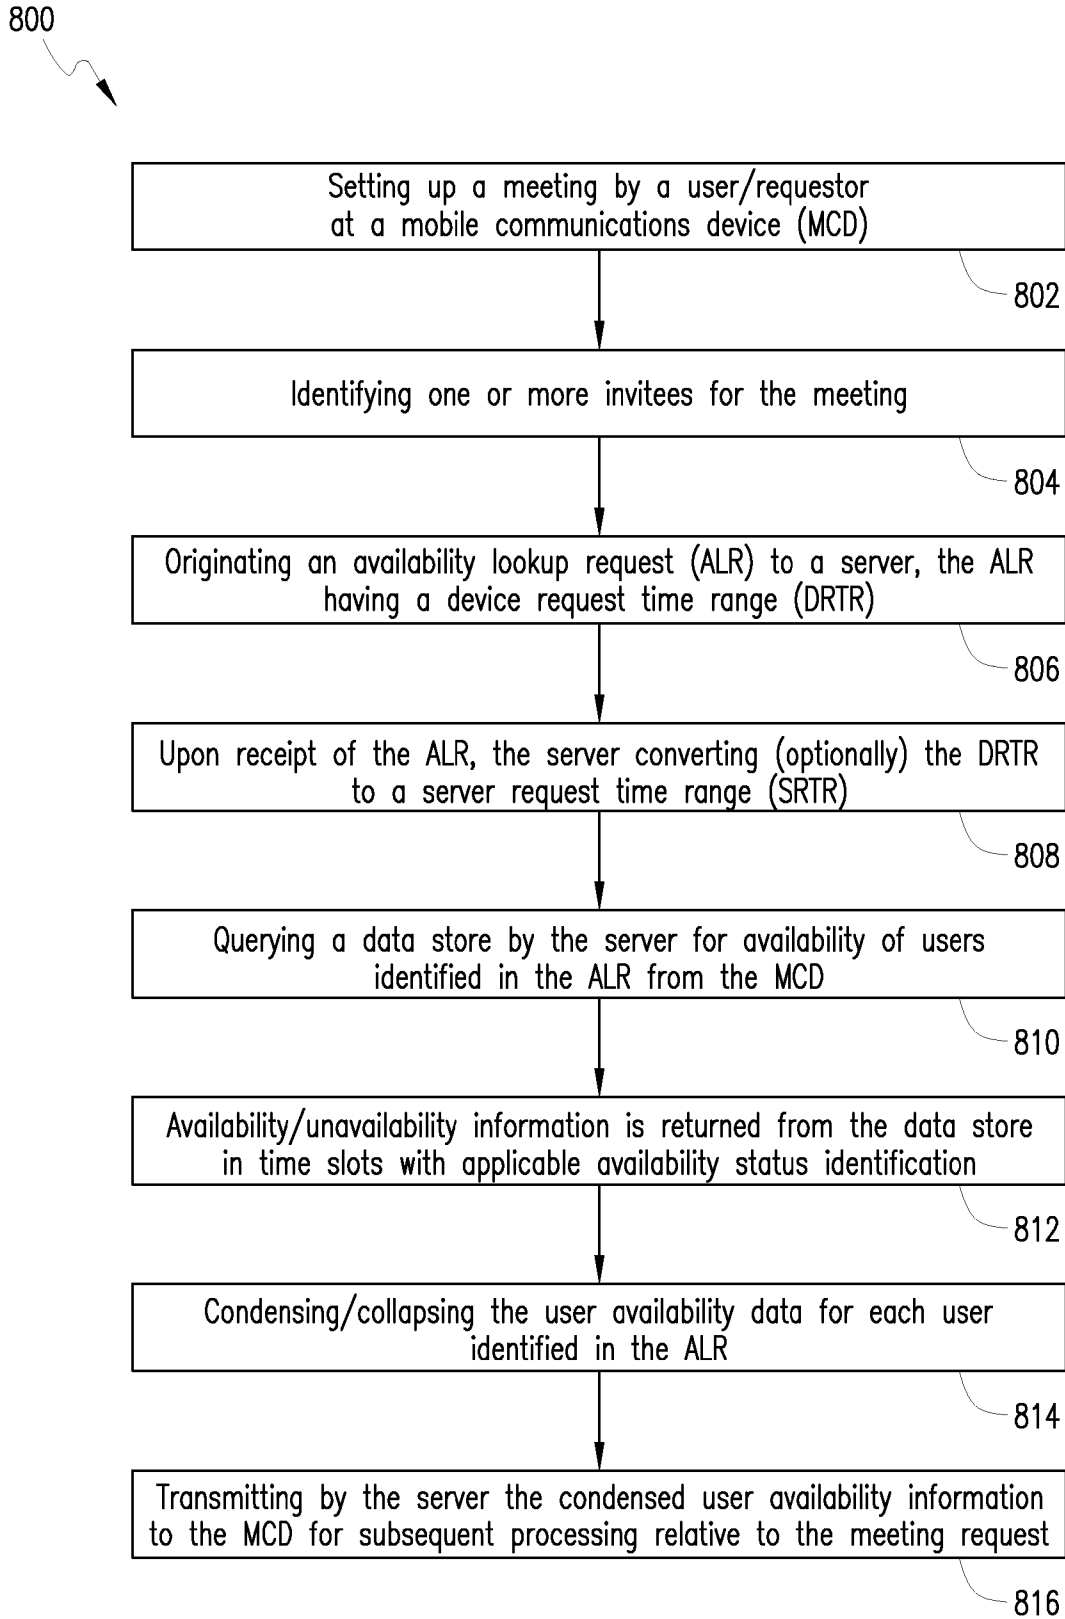 800
Setting up a meeting by a user/requestor
at a mobile communications device (MCD)
802
Identifying one or more invitees for the meeting
804
Originating an availability lookup request (ALR) to a server, the ALR
having a device request time range (DRTR)
806
Upon receipt of the ALR, the server converting (optionally) the DRTR
to a server request time range (SRTR)
808
Querying a data store by the server for availability of users
identified in the ALR from the MCD
810
Availability/unavailability information is returned from the data store
in time slots with applicable availability status identification
812
Condensing/collapsing the user availability data for each user
identified in the ALR
814
Transmitting by the server the condensed user availability information
to the MCD for subsequent processing relative to the meeting request
816